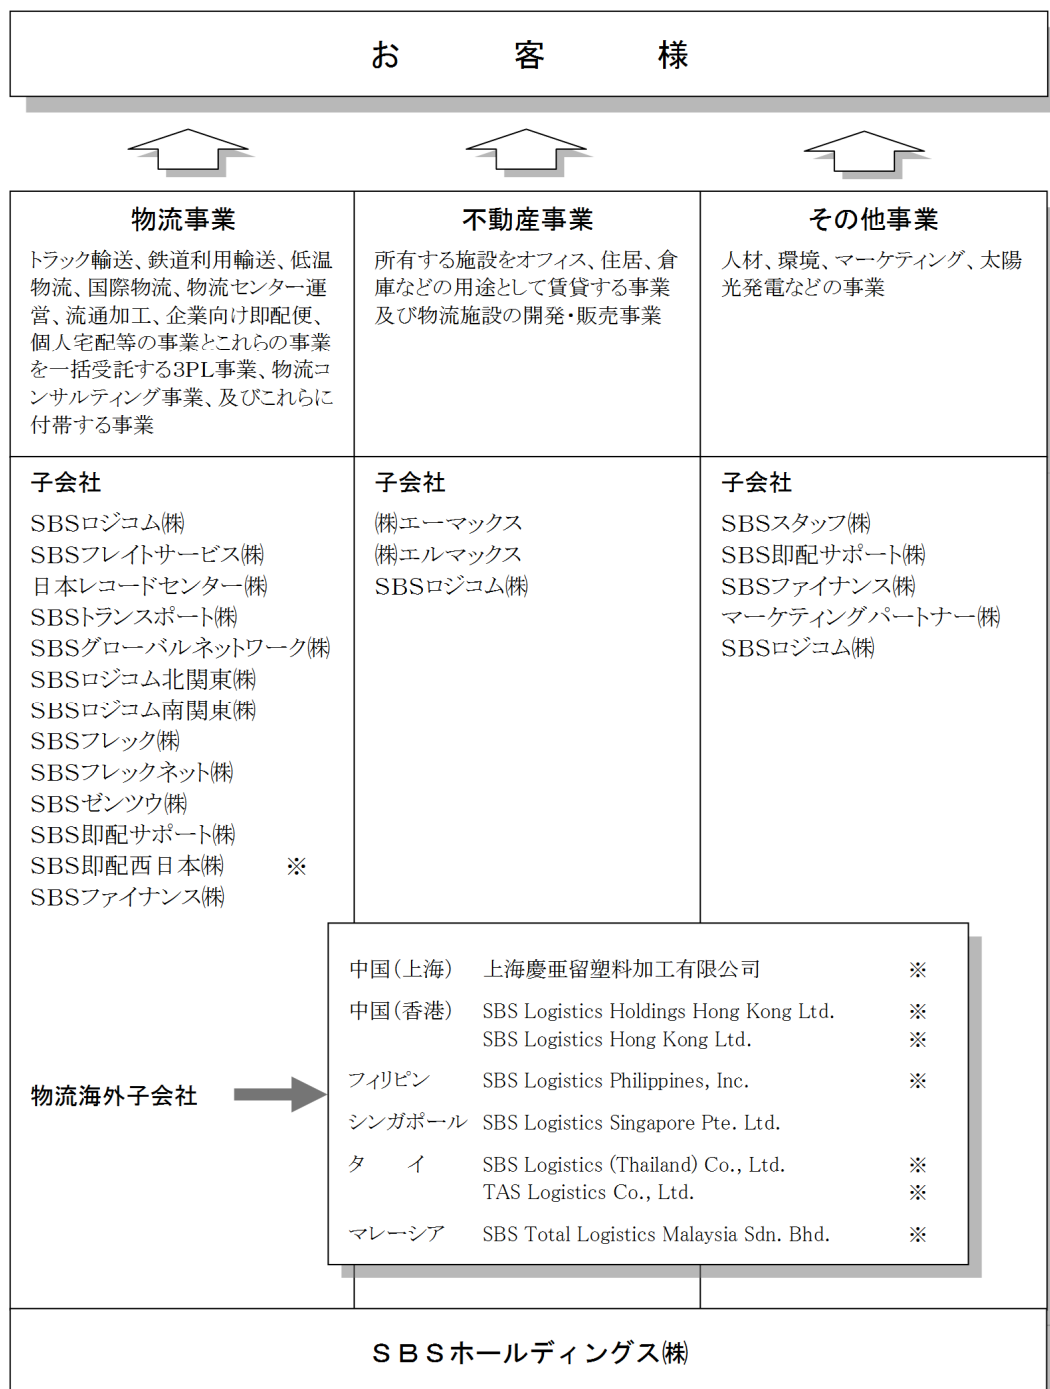 お客様
物流事業
トラック輸送、鉄道利用輸送、低温
物流、国際物流、物流センター運
営、流通加工、企業向け即配便、
個人宅配等の事業とこれらの事業
を一括受託する3PL事業、物流コ
ンサルティング事業、及びこれらに
付帯する事業
不動産事業
所有する施設をオフィス、住居、倉
庫などの用途として賃貸する事業
及び物流施設の開発・販売事業
その他事業
人材、環境、マーケティング、太陽
光発電などの事業
子会社
SBSロジコム㈱
SBSフレイトサービス㈱
日本レコードセンター㈱
SBSトランスポート㈱
SBSグローバルネットワーク㈱
SBSロジコム北関東㈱
SBSロジコム南関東㈱
SBSフレック㈱
SBSフレックネット㈱
SBSゼンツウ㈱
SBS即配サポート㈱
SBS即配西日本㈱ ※
SBSファイナンス㈱
子会社
㈱エーマックス
㈱エルマックス
SBSロジコム㈱
子会社
SBSスタッフ㈱
SBS即配サポート㈱
SBSファイナンス㈱
マーケティングパートナー㈱
SBSロジコム㈱
物流海外子会社
中国(上海) 上海慶亜留塑料加工有限公司 ※
中国(香港) SBS Logistics Holdings Hong Kong Ltd. ※
SBS Logistics Hong Kong Ltd. ※
フィリピン SBS Logistics Philippines, Inc. ※
シンガポール SBS Logistics Singapore Pte. Ltd.
タイ SBS Logistics (Thailand) Co., Ltd. ※
TAS Logistics Co., Ltd. ※
マレーシア SBS Total Logistics Malaysia Sdn. Bhd. ※
ＳＢＳホールディングス㈱